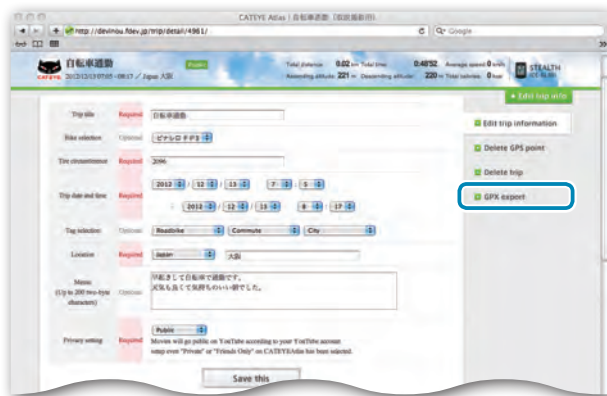 CATEYE Atlas | 自転車通勤 (取説撮影用)
http://devinou.fdev.jp/trip/detail/4961/
Google
CATEYE
自転車通勤
Public
2012/12/13 07:05 - 08:17 / Japan 大阪
Total distance 0.02 km Total time 0:48'52 Average speed 0 km/h
Ascending altitude 221 m Descending altitude 220 m Total calories 0 kcal
STEALTH
Edit trip info
Trip title Required 自転車通勤
Edit trip information
Bike selection Optional
Delete GPS point
Tire circumference Required 2096
Delete trip
Trip date and time Required 2012 / 12 / 13 7 : 5
GPX export
2012 / 12 / 13 8 : 17
Tag selection Optional Roadbike Commute City
Location Required Japan 大阪
Memo
(Up to 200 two-byte
characters)
Optional
早起きして自転車で通勤です。
天気も良くて気持ちのいい朝でした。
Privacy setting Required Public
Movies will go public on YouTube according to your YouTube account
setup even "Private" or "Friends Only" on CATEYEAtlas has been selected.
Save this